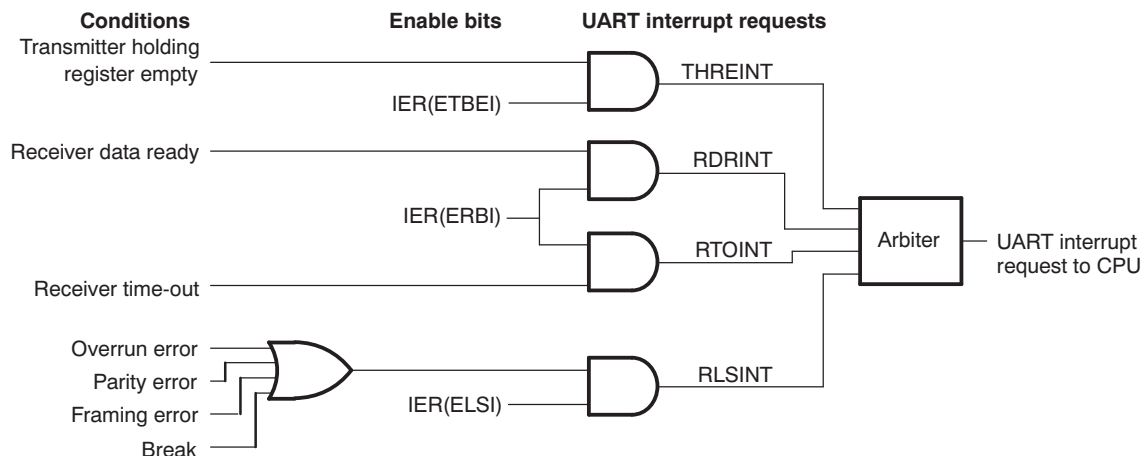 Conditions
Enable bits
UART interrupt requests
Transmitter holding
register empty
THREINT
IER(ETBEI)
Receiver data ready
RDRINT
IER(ERBI)
Arbiter
UART interrupt
request to CPU
RTOINT
Receiver time-out
Overrun error
Parity error
RLSINT
Framing error
IER(ELSI)
Break